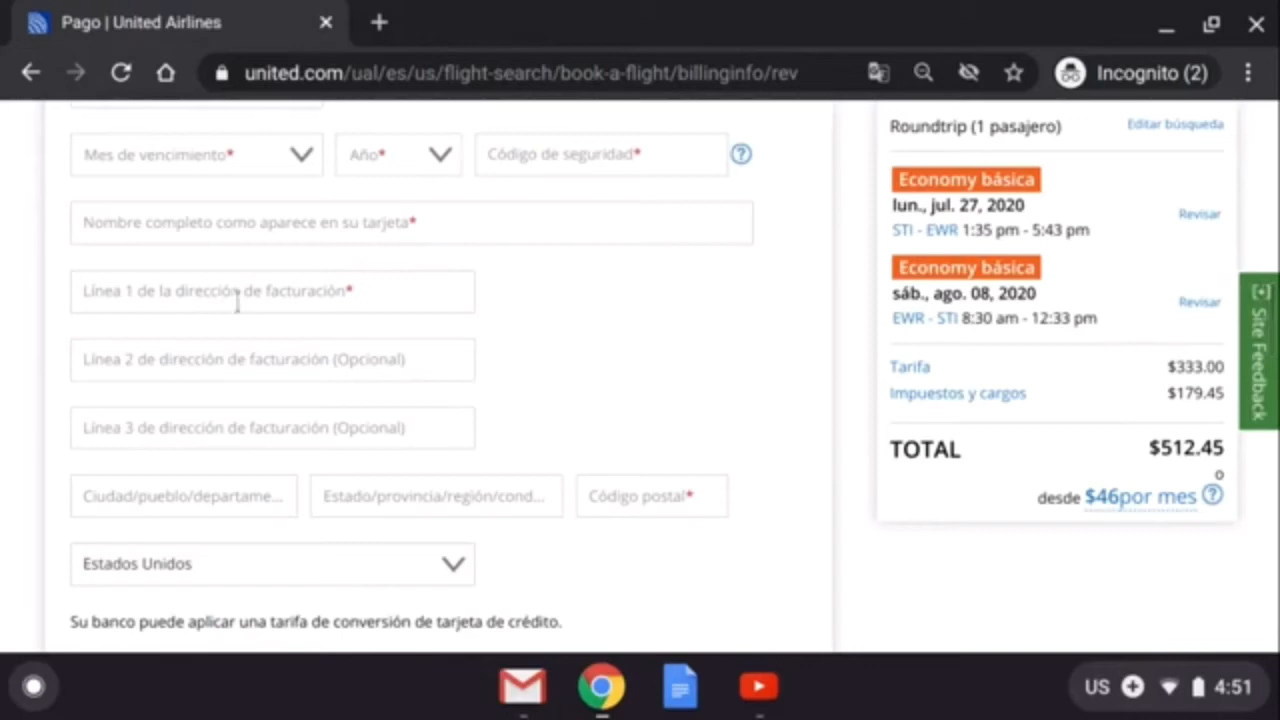 Pago | United Airlines
united.com/ual/es/us/flight-search/book-a-flight/billinginfo/rev
Incognito (2)
Mes de vencimiento*
Año*
Código de seguridad*
Nombre completo como aparece en su tarjeta*
Línea 1 de la dirección de facturación*
Línea 2 de dirección de facturación (Opcional)
Línea 3 de dirección de facturación (Opcional)
Ciudad/pueblo/departame...
Estado/provincia/región/cond...
Código postal*
Estados Unidos
Su banco puede aplicar una tarifa de conversión de tarjeta de crédito.
Roundtrip (1 pasajero)
Editar búsqueda
Economy básica
lun., jul. 27, 2020
Revisar
STI - EWR 1:35 pm - 5:43 pm
Economy básica
sáb., ago. 08, 2020
Revisar
EWR - STI 8:30 am - 12:33 pm
Tarifa $333.00
Impuestos y cargos $179.45
TOTAL $512.45
o
desde $46por mes
Site Feedback
US 4:51